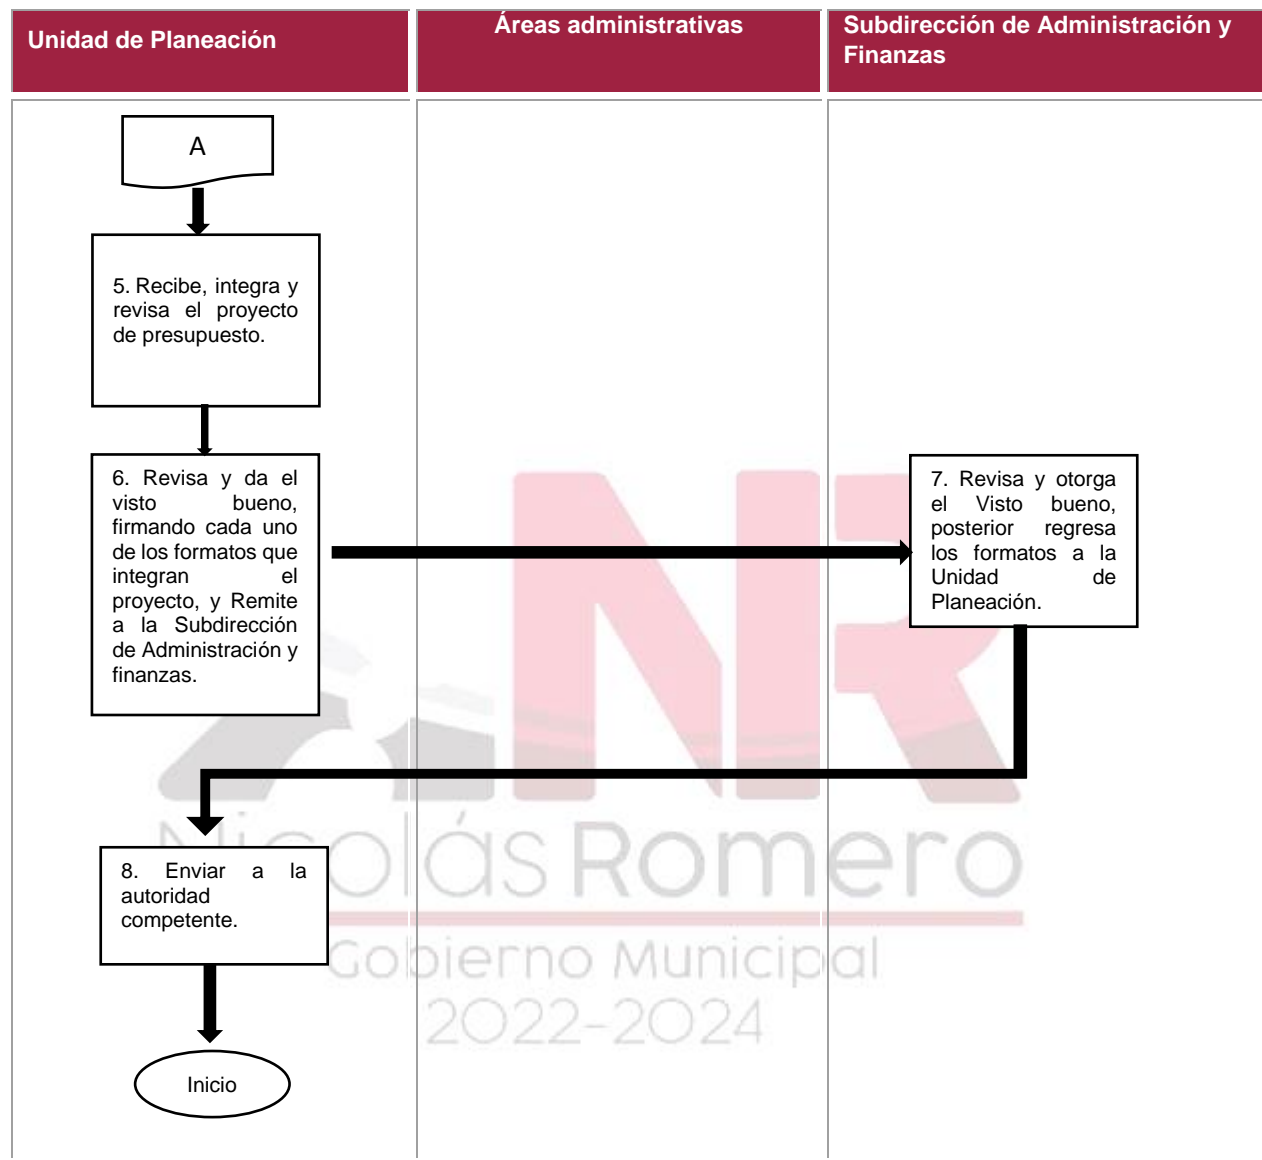 Unidad de Planeación
Áreas administrativas
Subdirección de Administración y
Finanzas
A
5. Recibe, integra y
revisa el proyecto
de presupuesto.
6. Revisa y da el
visto bueno,
firmando cada uno
de los formatos que
integran el
proyecto, y Remite
a la Subdirección
de Administración y
finanzas.
7. Revisa y otorga
el Visto bueno,
posterior regresa
los formatos a la
Unidad de
Planeación.
8. Enviar a la
autoridad
competente.
Inicio
NR
Nicolás Romero
Gobierno Municipal
2022-2024